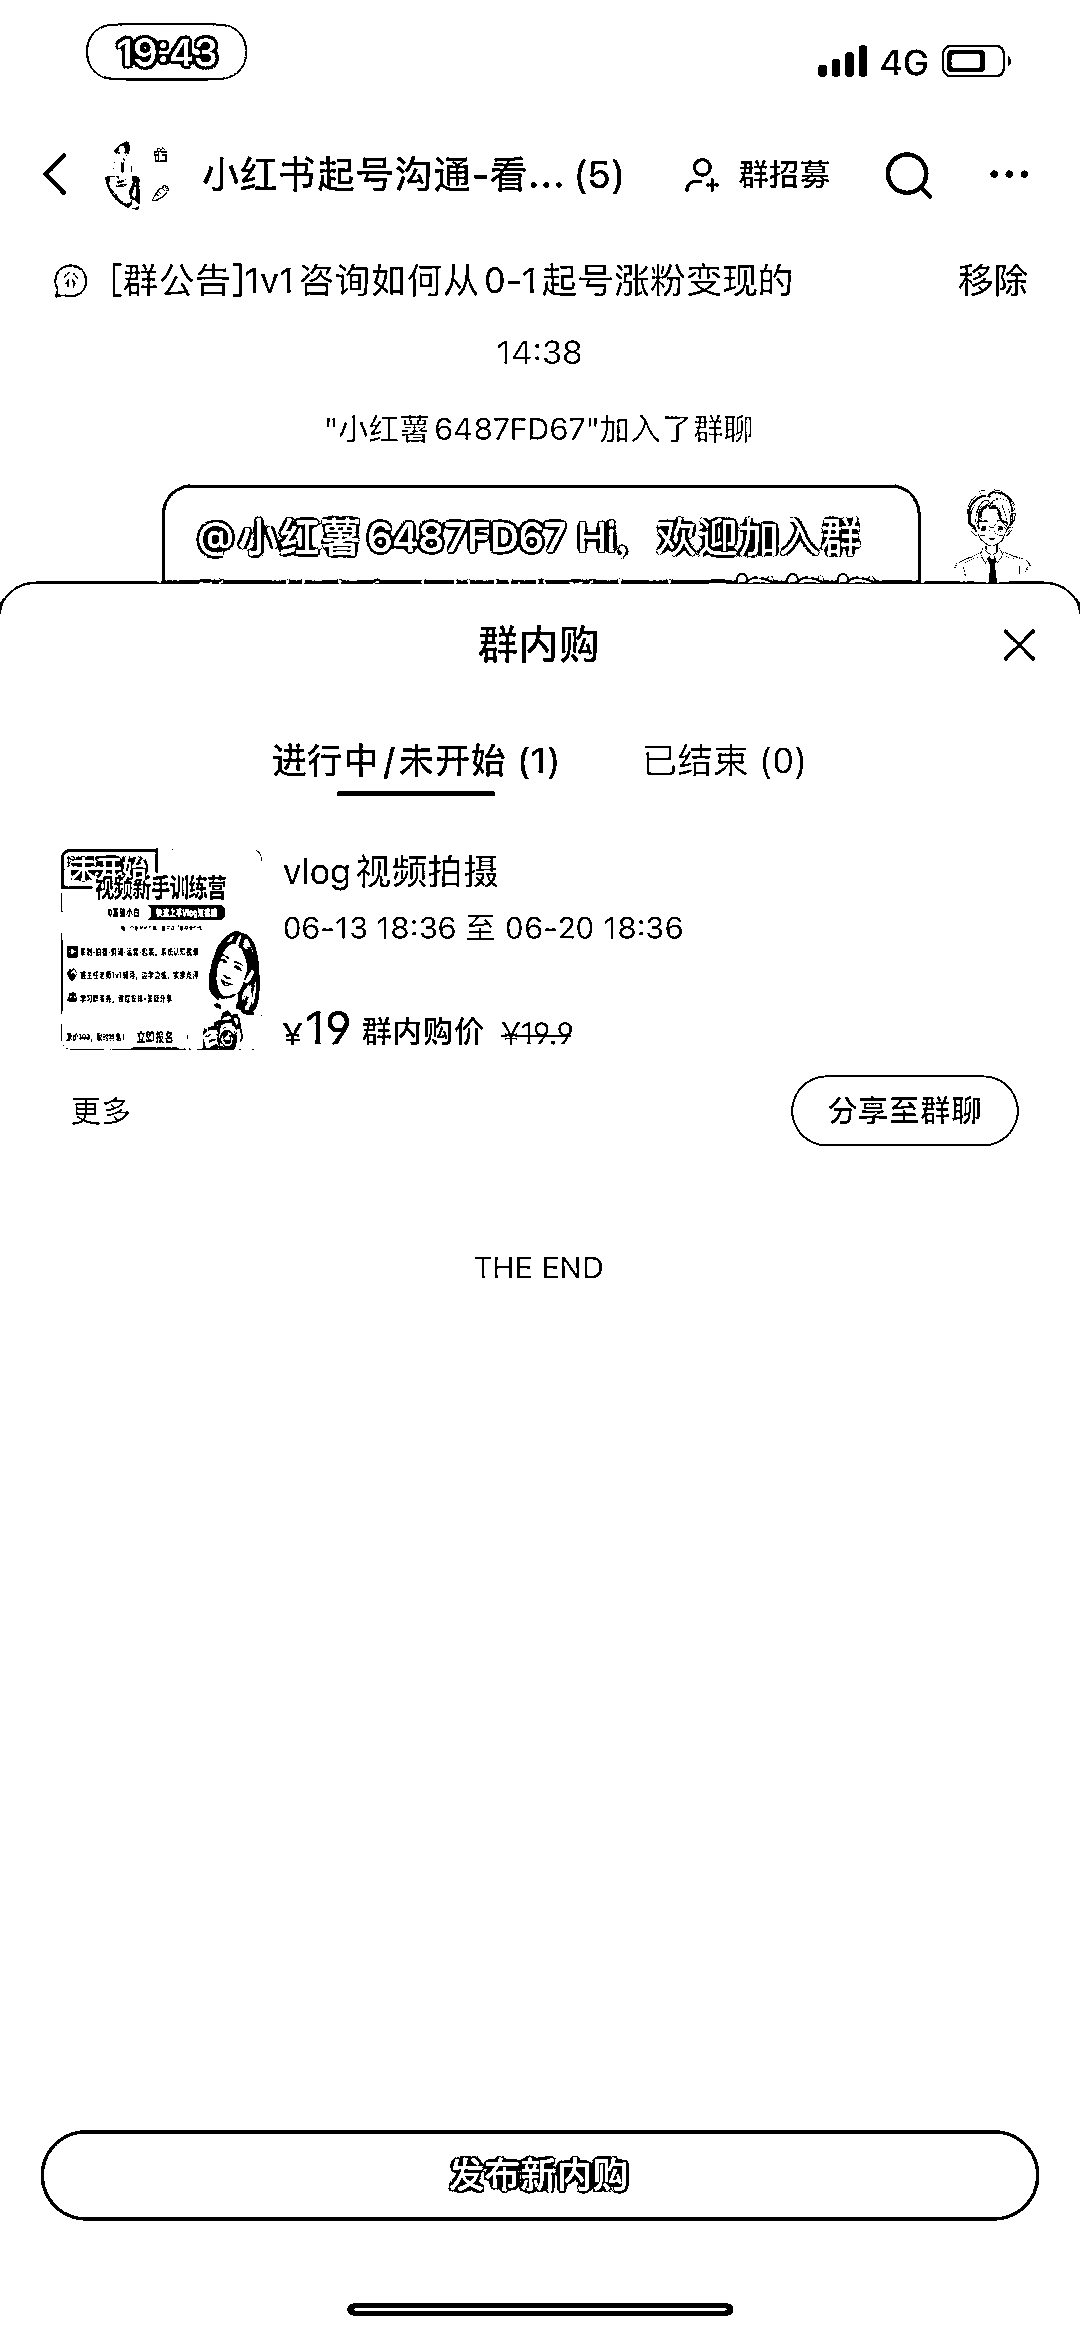 19:43
4G
小红书起号沟通-看... (5)
群招募
[群公告]1v1咨询如何从0-1起号涨粉变现的
移除
14:38
"小红薯6487FD67"加入了群聊
@小红薯6487FD67 Hi，欢迎加入群
群内购
进行中/未开始 (1)
已结束 (0)
未开始
视频新手训练营
0基础小白
立即报名
vlog视频拍摄
06-13 18:36 至 06-20 18:36
¥19 群内购价 ¥19.9
更多
分享至群聊
THE END
发布新内购